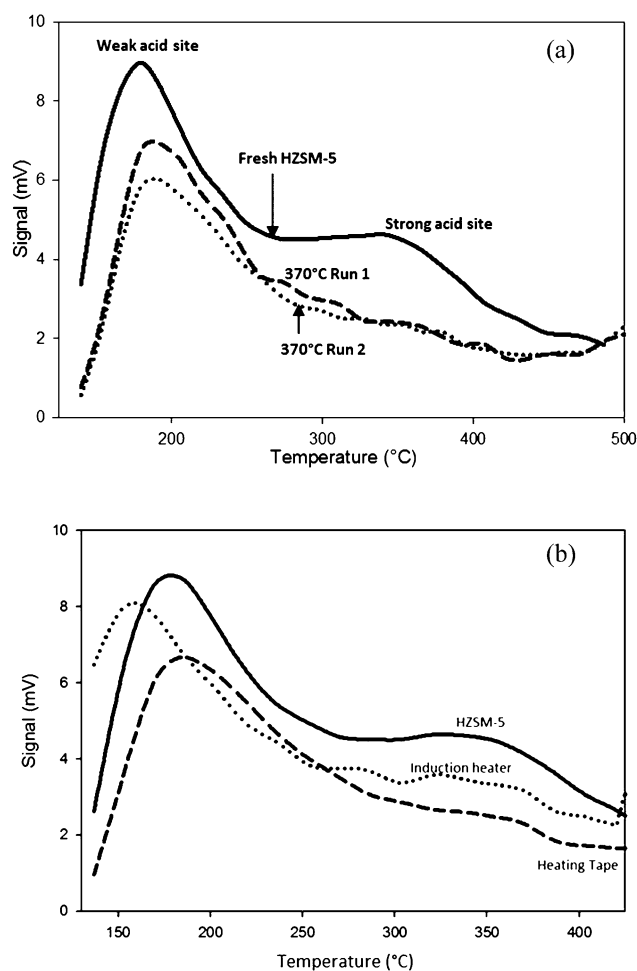 10
(a)
Weak acid site
8
6
Fresh HZSM-5
Strong acid site
Signal (mV)
4
370°C Run 1
370°C Run 2
2
0
200
300
400
500
Temperature (°C)
10
(b)
8
6
Signal (mV)
HZSM-5
4
Induction heater
2
Heating Tape
0
150
200
250
300
350
400
Temperature (°C)